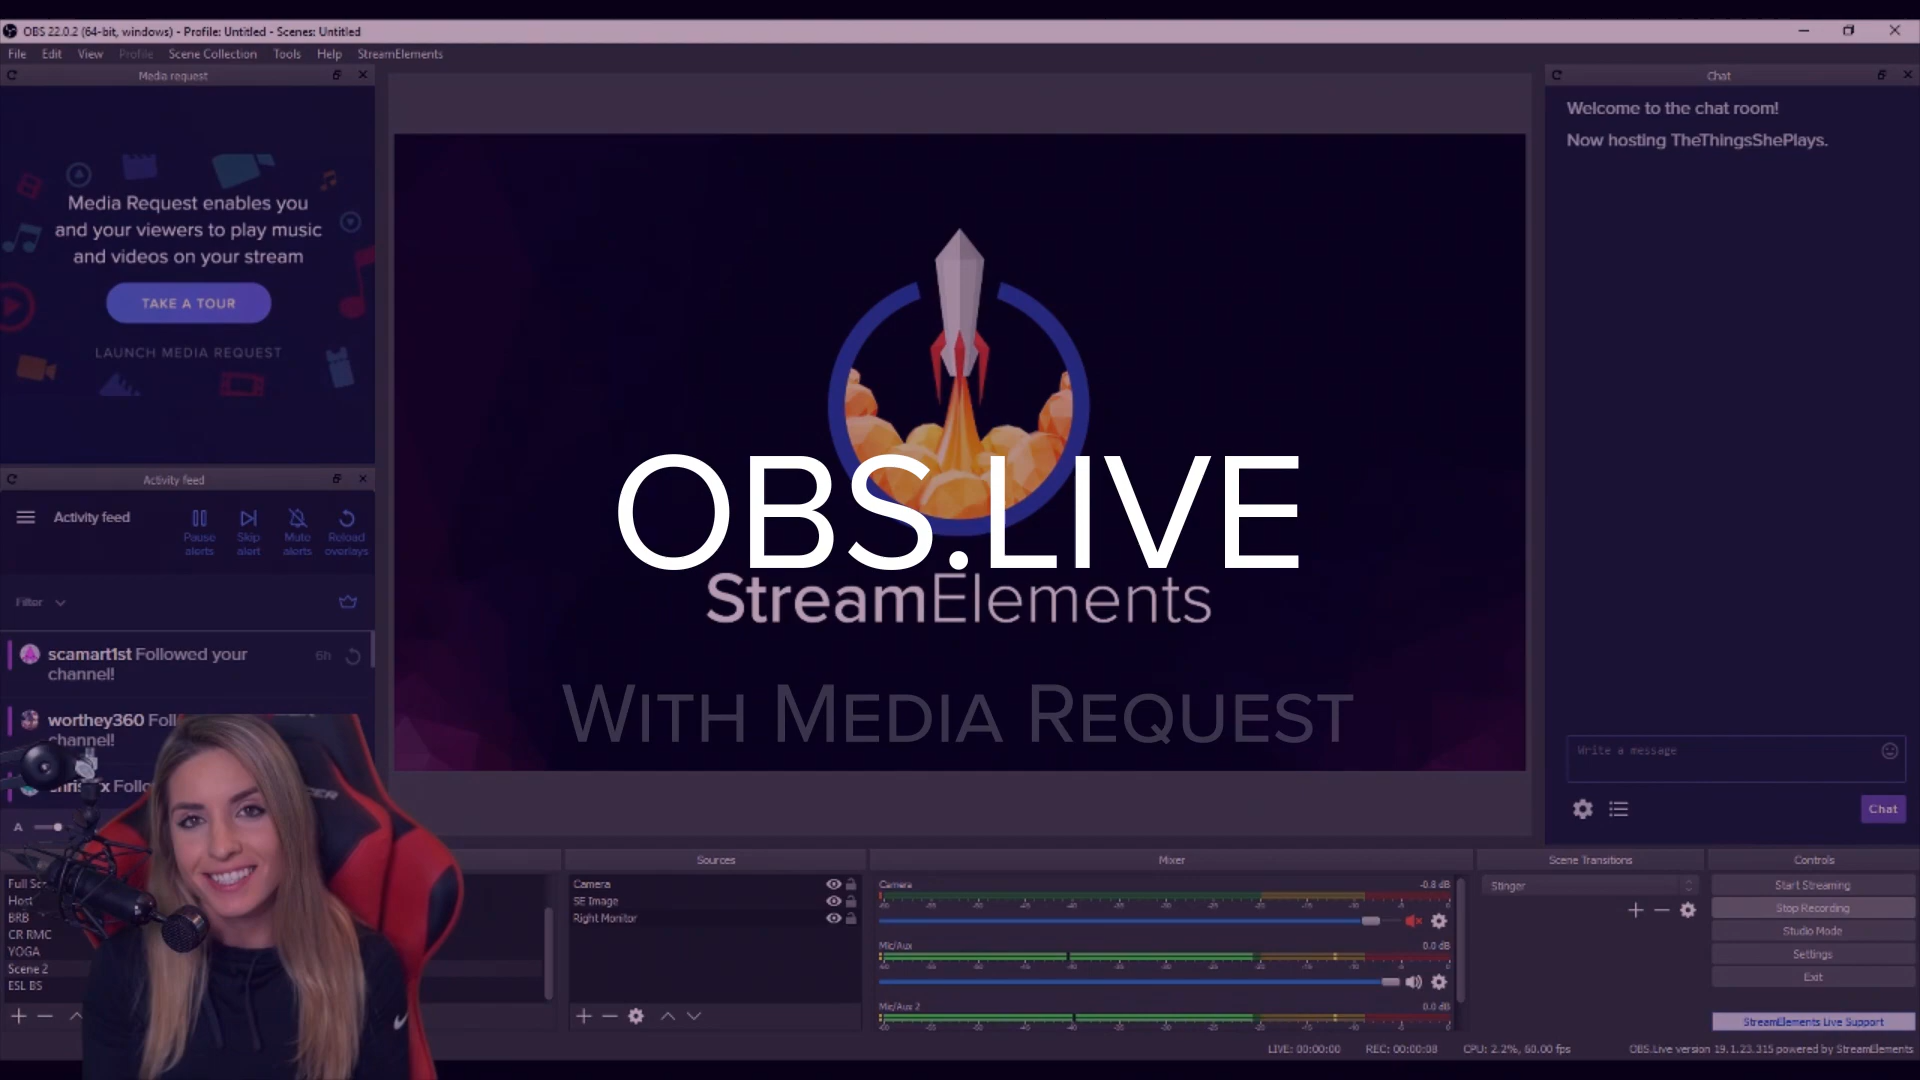 OBS 22.0.2 (64-bit, windows) - Profile: Untitled - Scenes: Untitled
File Edit View Profile Scene Collection Tools Help StreamElements
Media request
Media Request enables you
and your viewers to play music
and videos on your stream
TAKE A TOUR
LAUNCH MEDIA REQUEST
Activity feed
Activity feed
Pause alerts
Skip alert
Mute alerts
Reload overlays
Filter
scamart1st Followed your 6h
channel!
worthey360
channel!
A
OBS.LIVE
StreamElements
WITH MEDIA REQUEST
Chat
Welcome to the chat room!
Now hosting TheThingsShePlays.
Write a message
Chat
Host
BRB
CR RMC
YOGA
Scene 2
ESL BS
Sources
Camera
SE Image
Right Monitor
Mixer
Camera -0.8 dB
Mic/Aux 0.0 dB
Mic/Aux 2 0.0 dB
Scene Transitions
Stinger
Controls
Start Streaming
Stop Recording
Studio Mode
Settings
Exit
StreamElements Live Support
LIVE: 00:00:00 REC: 00:00:08 CPU: 2.2%, 60.00 fps OBS.Live version 19.1.23.315 powered by StreamElements